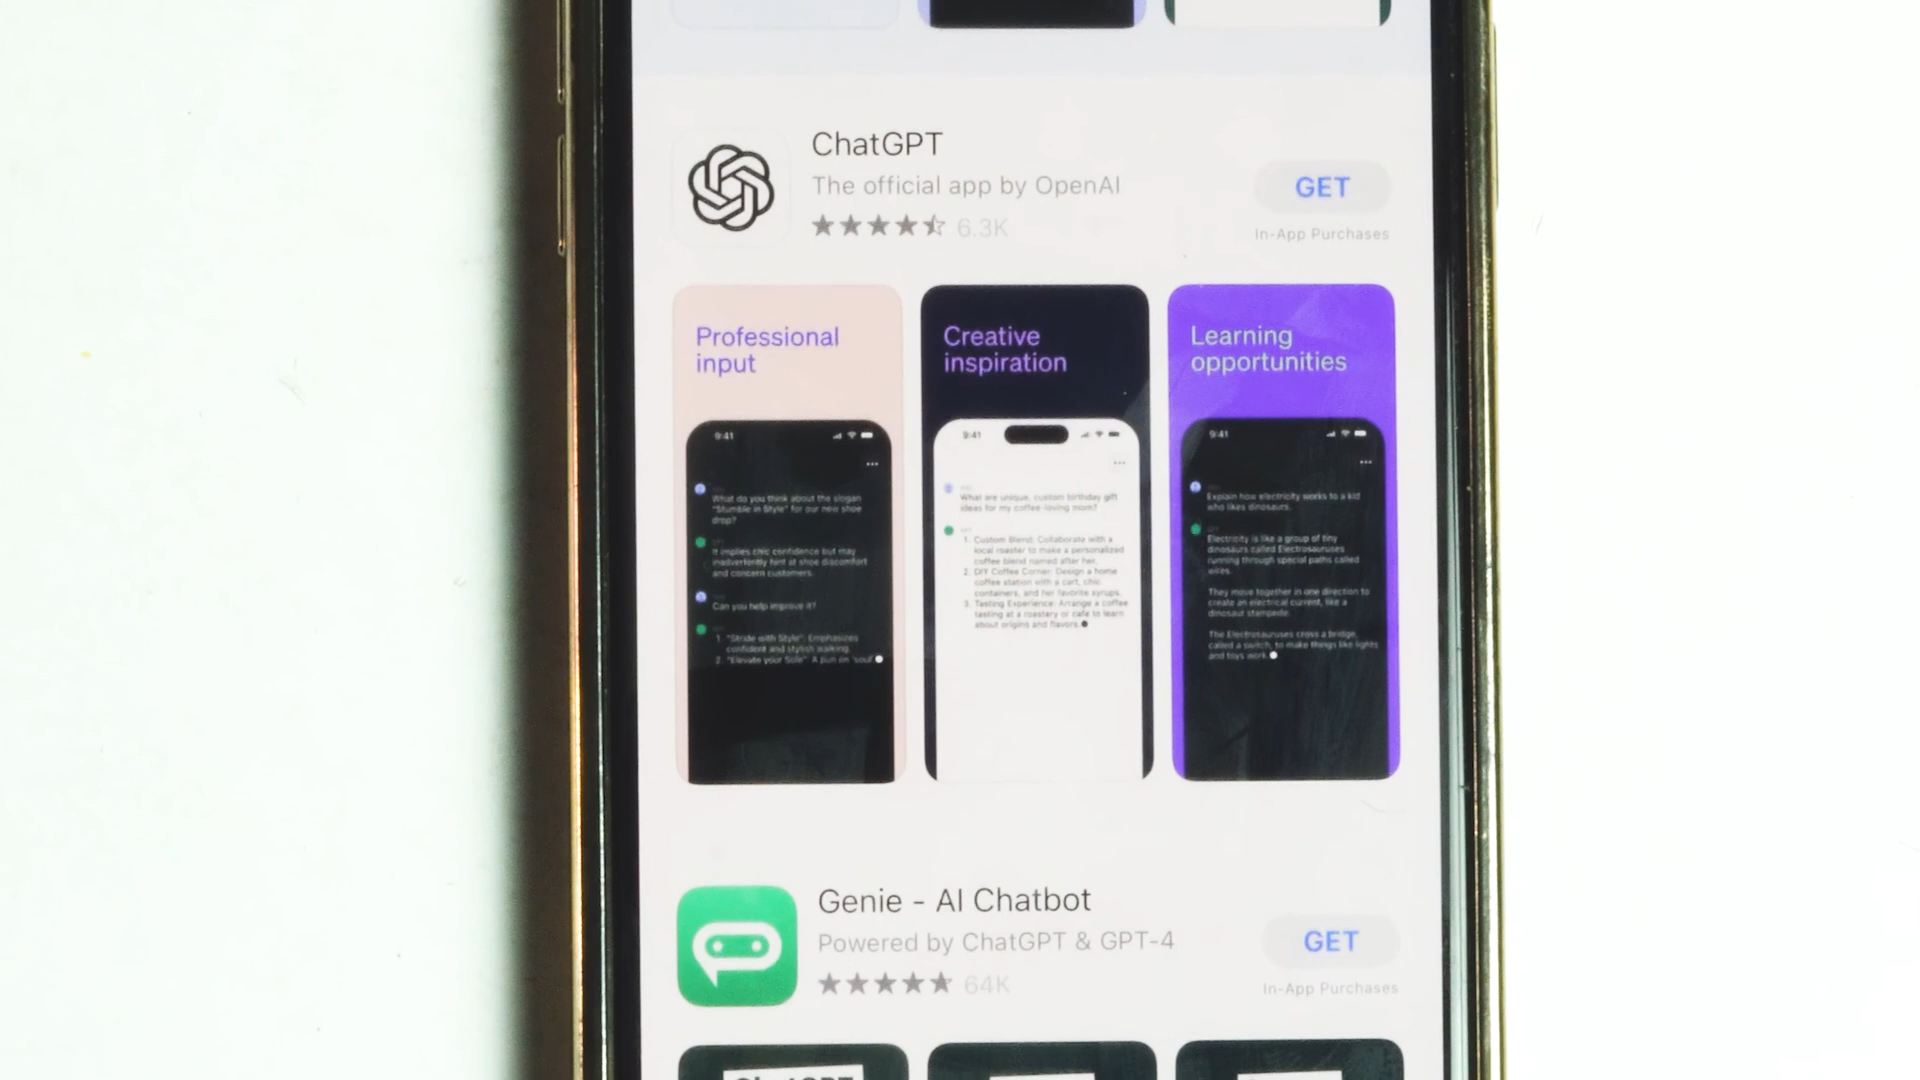 ChatGPT
The official app by OpenAI
6.3K
GET
In-App Purchases
Professional
input
9:41
What do you think about the slogan
"Stumble in Style" for our new shoe
drop?
It implies chic confidence but may
inadvertently hint at shoe discomfort
and concern customers.
Can you help improve it?
1. "Stride with Style": Emphasizes
confident and stylish walking.
2. "Elevate your Sole": A pun on 'soul'
Creative
inspiration
9:41
What are unique, custom birthday gift
ideas for my coffee-loving mom?
1. Custom Blend: Collaborate with a
local roaster to make a personalized
coffee blend named after her.
2. DIY Coffee Corner: Design a home
coffee station with a cart, chic
containers, and her favorite syrups.
3. Tasting Experience: Arrange a coffee
tasting at a roastery or cafe to learn
about origins and flavors.
Learning
opportunities
9:41
Explain how electricity works to a kid
who likes dinosaurs.
Electricity is like a group of tiny
dinosaurs called Electrosauruses
running through special paths called
wires.
They move together in one direction to
create an electrical current, like a
dinosaur stampede.
The Electrosauruses cross a bridge,
called a switch, to make things like lights
and toys work.
Genie - AI Chatbot
Powered by ChatGPT & GPT-4
64K
GET
In-App Purchases
ChatGPT